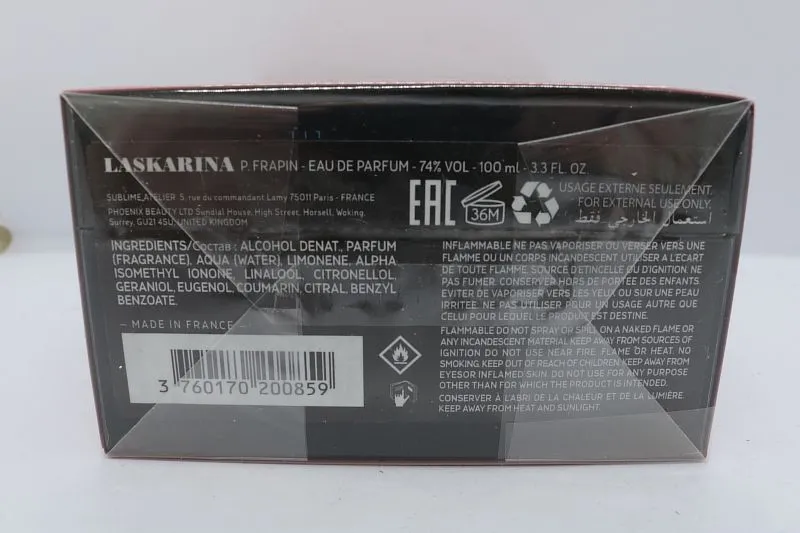 LASKARINA P.FRAPIN - EAU DE PARFUM - 74% VOL - 100 ml - 3.3 FL. OZ.
SUBLIME ATELIER 5, rue du commandant Lamy 75011 Paris - FRANCE
PHOENIX BEAUTY LTD Sundial House, High Street, Horsell, Woking.
Surrey, GU21 4SU, UNITED KINGDOM
EAC 36M
USAGE EXTERNE SEULEMENT.
FOR EXTERNAL USE ONLY.
استعمال الخارجي فقط
INGREDIENTS/Состав : ALCOHOL DENAT., PARFUM
(FRAGRANCE), AQUA (WATER), LIMONENE, ALPHA
ISOMETHYL IONONE, LINALOOL, CITRONELLOL,
GERANIOL, EUGENOL, COUMARIN, CITRAL, BENZYL
BENZOATE.
— MADE IN FRANCE —
3 760170 200859
INFLAMMABLE NE PAS VAPORISER OU VERSER VERS UNE
FLAMME OU UN CORPS INCANDESCENT UTILISER A L'ECART
DE TOUTE FLAMME, SOURCE D'ETINCELLE OU D'IGNITION. NE
PAS FUMER. CONSERVER HORS DE PORTEE DES ENFANTS.
EVITER DE VAPORISER VERS LES YEUX OU SUR UNE PEAU
IRRITEE. NE PAS UTILISER POUR UN USAGE AUTRE QUE
CELUI POUR LEQUEL LE PRODUIT EST DESTINE.
FLAMMABLE DO NOT SPRAY OR SPILL ON A NAKED FLAME OR
ANY INCANDESCENT MATERIAL KEEP AWAY FROM SOURCES OF
IGNITION DO NOT USE NEAR FIRE, FLAME OR HEAT. NO
SMOKING. KEEP OUT OF REACH OF CHILDREN. KEEP AWAY FROM
EYESOR INFLAMED SKIN. DO NOT USE FOR ANY PURPOSE
OTHER THAN FOR WHICH THE PRODUCT IS INTENDED.
CONSERVER À L'ABRI DE LA CHALEUR ET DE LA LUMIÈRE.
KEEP AWAY FROM HEAT AND SUNLIGHT.